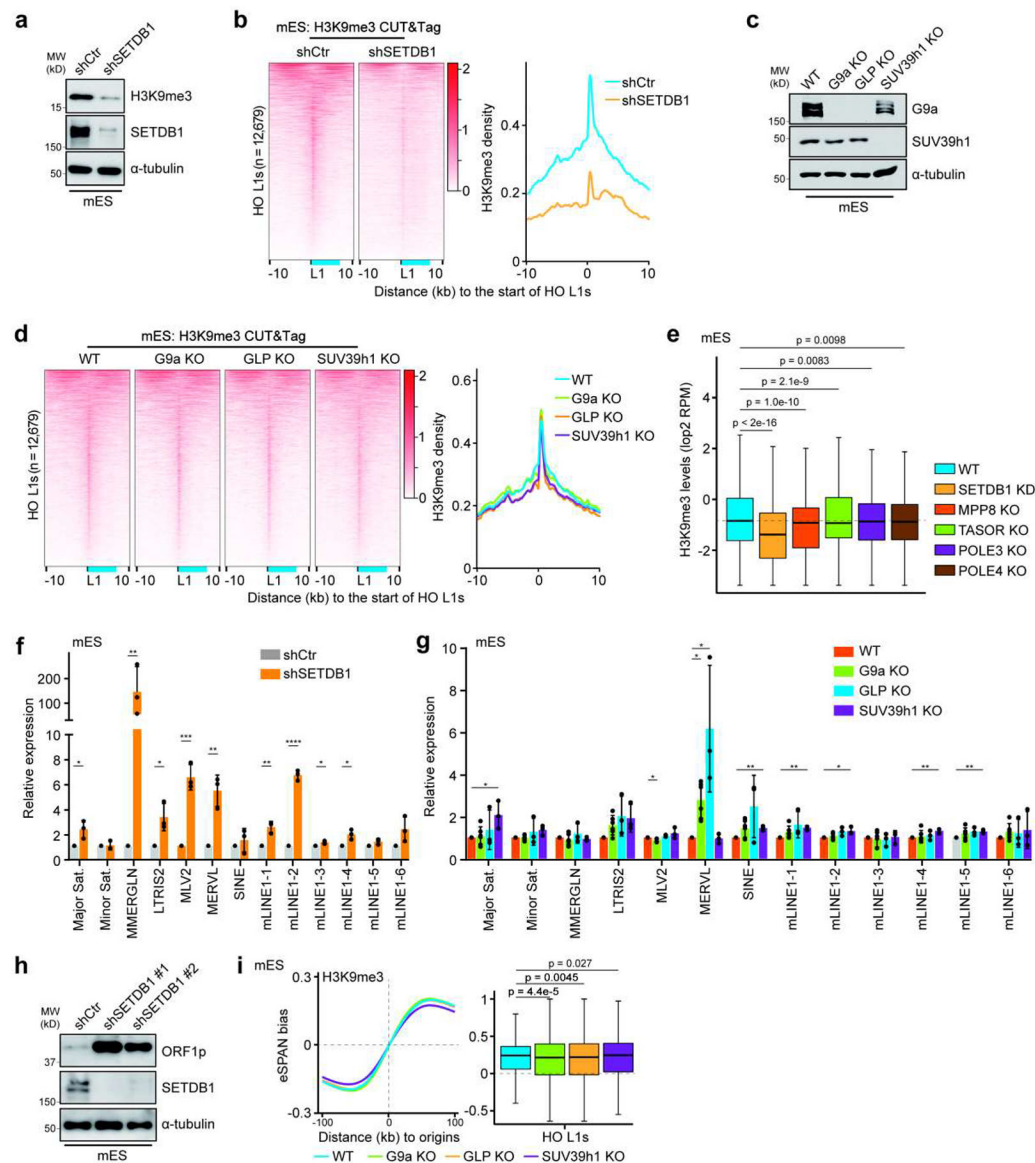 a
MW
(kD)
shCtr
shSETDB1
H3K9me3
15
SETDB1
150
α-tubulin
50
mES
b
mES: H3K9me3 CUT&Tag
shCtr shSETDB1
HO L1s (n = 12,679)
2
1
0
-10 L1 10 -10 L1 10
H3K9me3 density
shCtr
shSETDB1
0.4
0.2
0
-10 0 10
Distance (kb) to the start of HO L1s
c
MW
(kD)
WT
G9a KO
GLP KO
SUV39h1 KO
G9a
150
50
SUV39h1
α-tubulin
50
mES
d
mES: H3K9me3 CUT&Tag
WT G9a KO GLP KO SUV39h1 KO
HO L1s (n = 12,679)
2
1
0
-10 L1 10 -10 L1 10 -10 L1 10 -10 L1 10
Distance (kb) to the start of HO L1s
H3K9me3 density
0.6
0.4
0.2
0
-10 0 10
WT
G9a KO
GLP KO
SUV39h1 KO
e
mES
p = 0.0098
p = 0.0083
p = 2.1e-9
p = 1.0e-10
p < 2e-16
H3K9me3 levels (lop2 RPM)
4
2
-0
-2
WT
SETDB1 KD
MPP8 KO
TASOR KO
POLE3 KO
POLE4 KO
f
mES
shCtr
shSETDB1
Relative expression
200
100
8
6
4
2
0
* ** * *** ** ** **** * *
Major Sat.
Minor Sat.
MMERGLN
LTRIS2
MLV2
MERVL
SINE
mLINE1-1
mLINE1-2
mLINE1-3
mLINE1-4
mLINE1-5
mLINE1-6
g
mES
WT
G9a KO
GLP KO
SUV39h1 KO
Relative expression
10
8
6
4
2
0
* * * * ** ** * ** **
Major Sat.
Minor Sat.
MMERGLN
LTRIS2
MLV2
MERVL
SINE
mLINE1-1
mLINE1-2
mLINE1-3
mLINE1-4
mLINE1-5
mLINE1-6
h
MW
(kD)
shCtr
shSETDB1 #1
shSETDB1 #2
ORF1p
37
SETDB1
150
α-tubulin
50
mES
i
mES
H3K9me3
eSPAN bias
0.3
0
-0.3
-100 0 100
Distance (kb) to origins
p = 0.027
p = 0.0045
p = 4.4e-5
1
0.5
0
-0.5
HO L1s
WT G9a KO GLP KO SUV39h1 KO